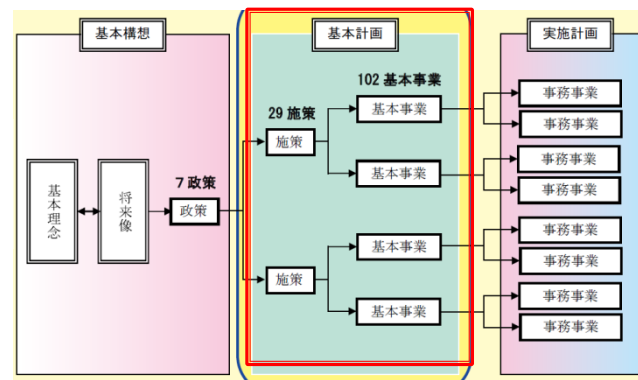 基本構想
基本計画
実施計画
102 基本事業
29 施策
7 政策
基本理念
将来像
政策
施策
施策
基本事業
基本事業
基本事業
基本事業
事務事業
事務事業
事務事業
事務事業
事務事業
事務事業
事務事業
事務事業